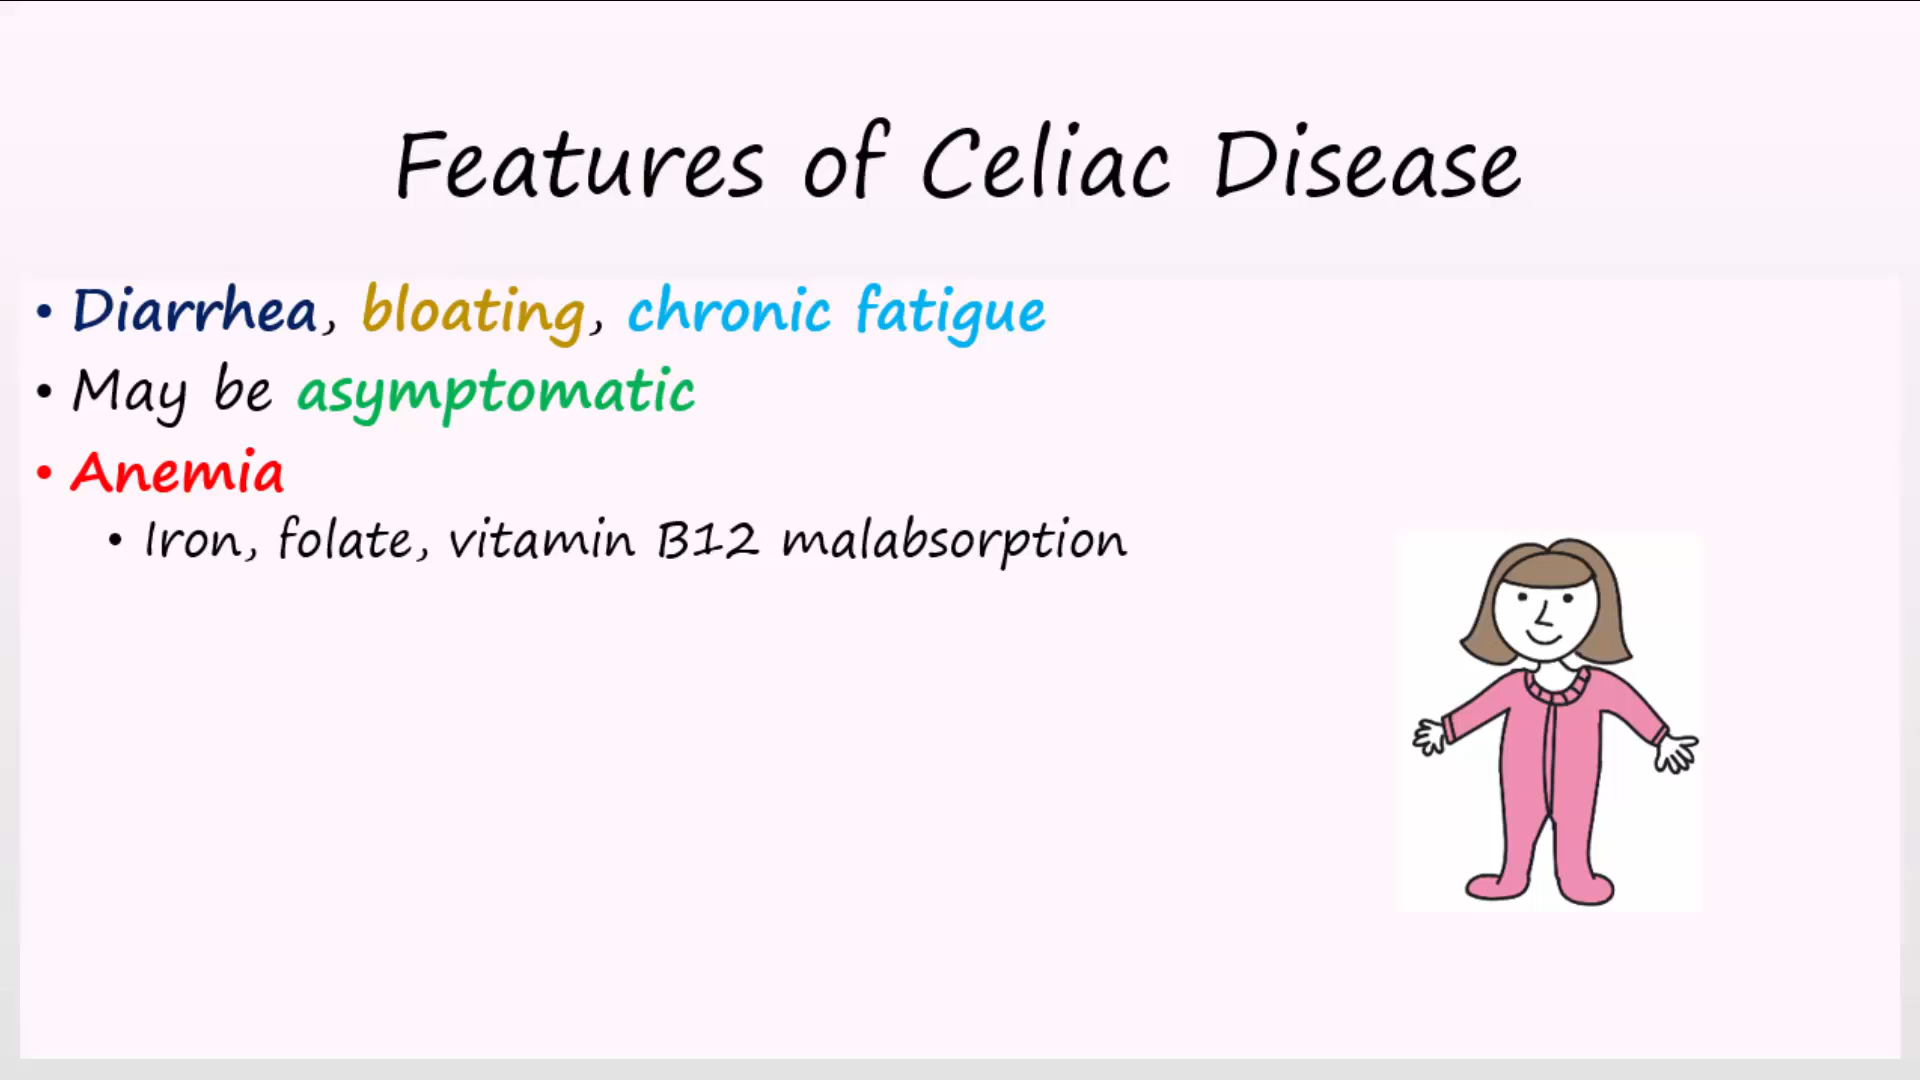 Features of Celiac Disease
• Diarrhea, bloating, chronic fatigue
• May be asymptomatic
• Anemia
• Iron, folate, vitamin B12 malabsorption